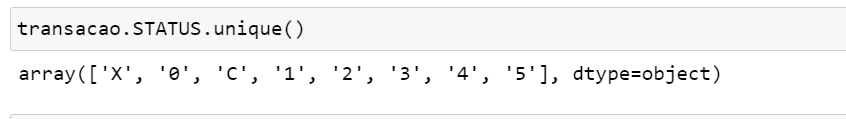 transacao.STATUS.unique()
array(['X', '0', 'C', '1', '2', '3', '4', '5'], dtype=object)